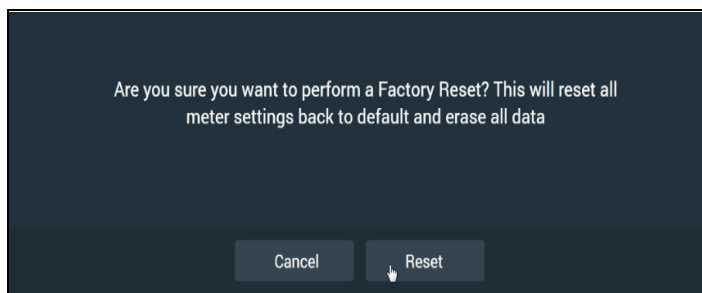 Are you sure you want to perform a Factory Reset? This will reset all
meter settings back to default and erase all data
Cancel
Reset